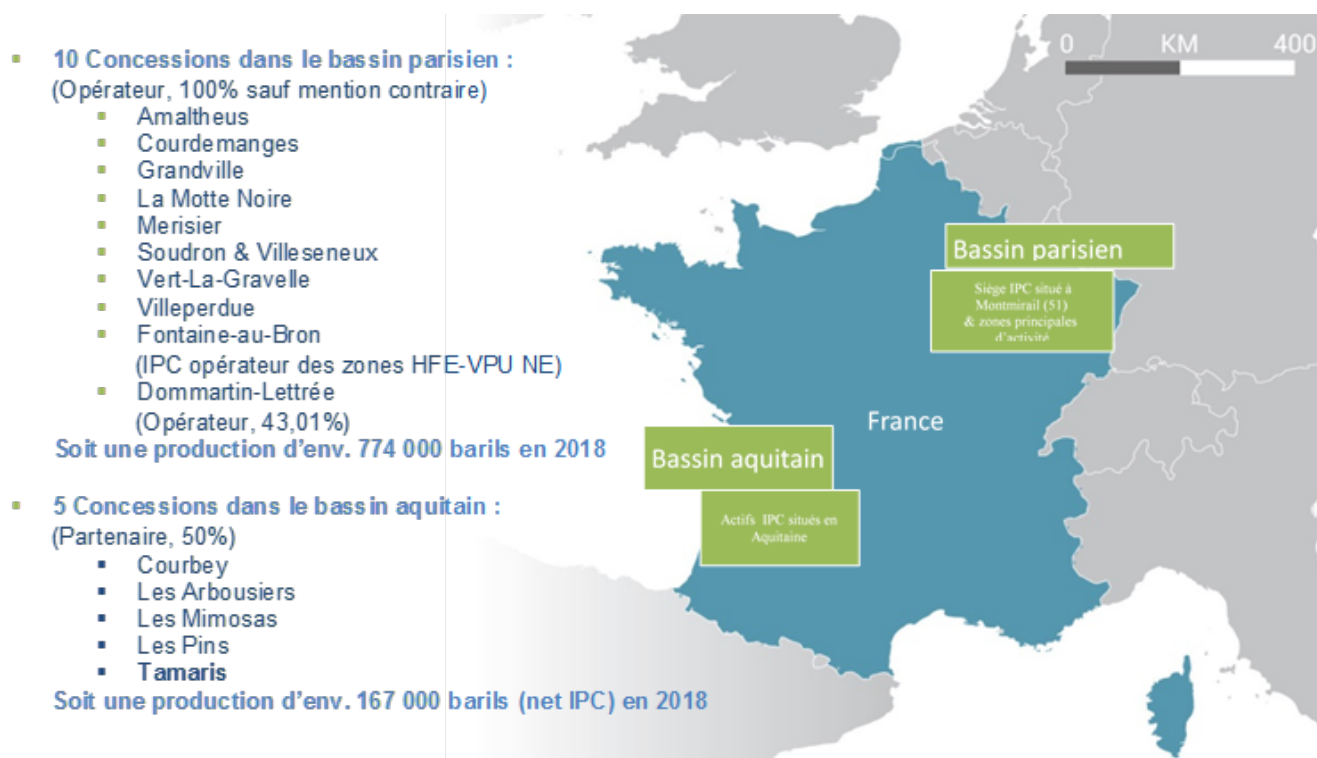 10 Concessions dans le bassin parisien :
(Opérateur, 100% sauf mention contraire)
Amaltheus
Courdemanges
Grandville
La Motte Noire
Merisier
Soudron & Villeseneux
Vert-La-Gravelle
Villeperdue
Fontaine-au-Bron
(IPC opérateur des zones HFE-VPU NE)
Dommartin-Lettrée
(Opérateur, 43,01%)
Soit une production d'env. 774 000 barils en 2018
5 Concessions dans le bassin aquitain :
(Partenaire, 50%)
Courbey
Les Arbousiers
Les Mimosas
Les Pins
Tamaris
Soit une production d'env. 167 000 barils (net IPC) en 2018
0 KM 400
Bassin parisien
Siège IPC situé à
Montmirail (51)
& zones principales
d'activité
France
Bassin aquitain
Actifs IPC situés en
Aquitaine